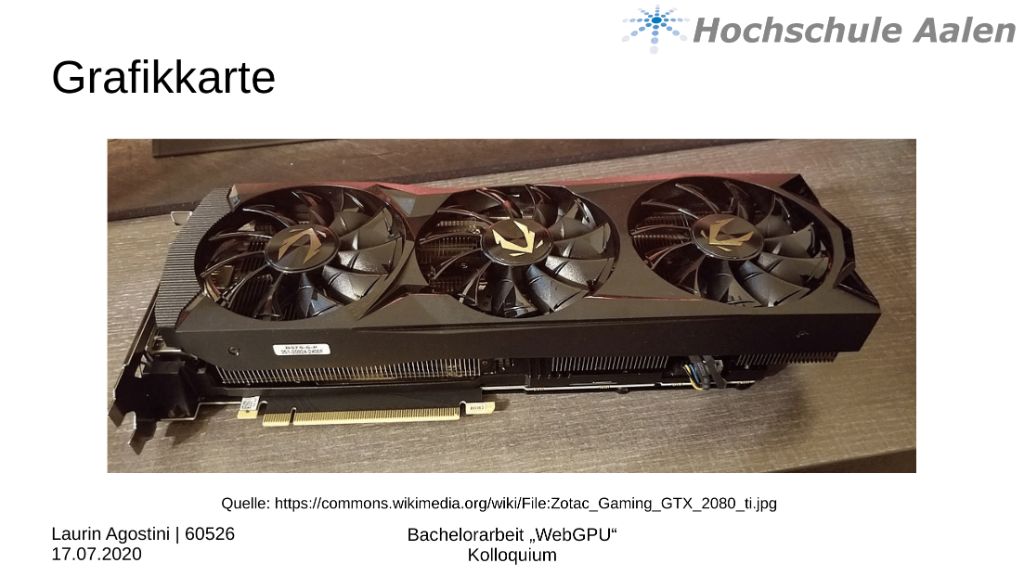 Hochschule Aalen
Grafikkarte
Quelle: https://commons.wikimedia.org/wiki/File:Zotac_Gaming_GTX_2080_ti.jpg
Laurin Agostini | 60526
17.07.2020
Bachelorarbeit „WebGPU“
Kolloquium